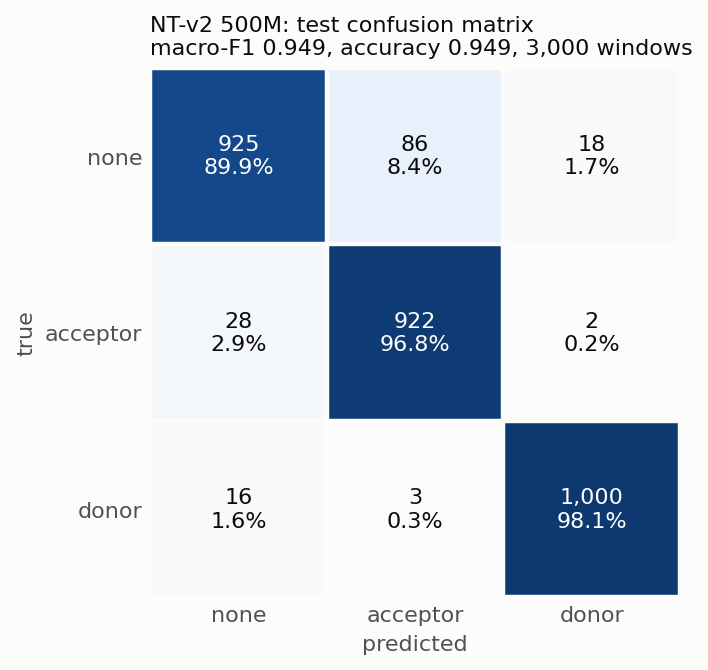 NT-v2 500M: test confusion matrix
macro-F1 0.949, accuracy 0.949, 3,000 windows
none
925
89.9%
86
8.4%
18
1.7%
true
acceptor
28
2.9%
922
96.8%
2
0.2%
donor
16
1.6%
3
0.3%
1,000
98.1%
none
acceptor
donor
predicted